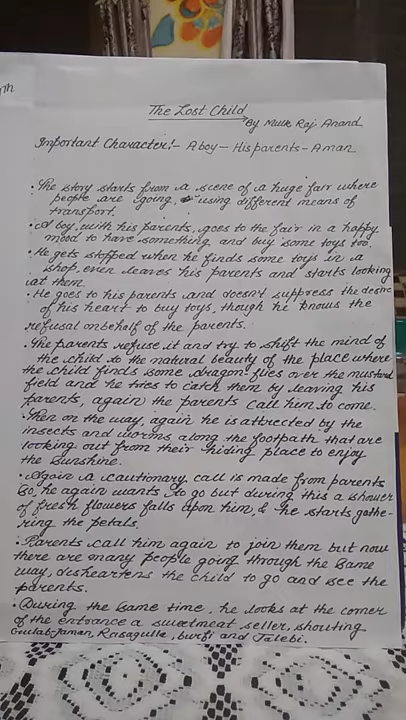 The Lost Child
By Mulk Raj Anand
Important Character:- A boy - His parents - A man
• The story starts from a scene of a huge fair where
people are going, using different means of
transport.
• A boy, with his parents, goes to the fair in a happy
mood to have something, and buy some toys too.
• He gets stopped when he finds some toys in a
shop, even leaves his parents and starts looking
at them.
• He goes to his parents and doesn't suppress the desire
of his heart to buy toys, though he knows the
refusal onbehalf of the parents.
• The parents refuse it and try to shift the mind of
the child to the natural beauty of the place where
the child finds some dragon flies over the mustard
field and he tries to catch them by leaving his
parents, again the parents call him to come.
• Then on the way, again he is attrected by the
insects and worms along the footpath that are
looking out from their hiding place to enjoy
the Sunshine.
• Again a cautionary call is made from parents
So, he again wants to go but during this a shower
of fresh flowers falls upon him, & he starts gathe-
ring the petals,
• Parents call him again to join them but now
there are many people going through the Same
way, disheartens the child to go and see the
parents.
• During the Same time, he looks at the corner
of the entrance a sweetmeat seller, shouting
Gulab-Jaman, Rasagulle, burfi and Jalebi.